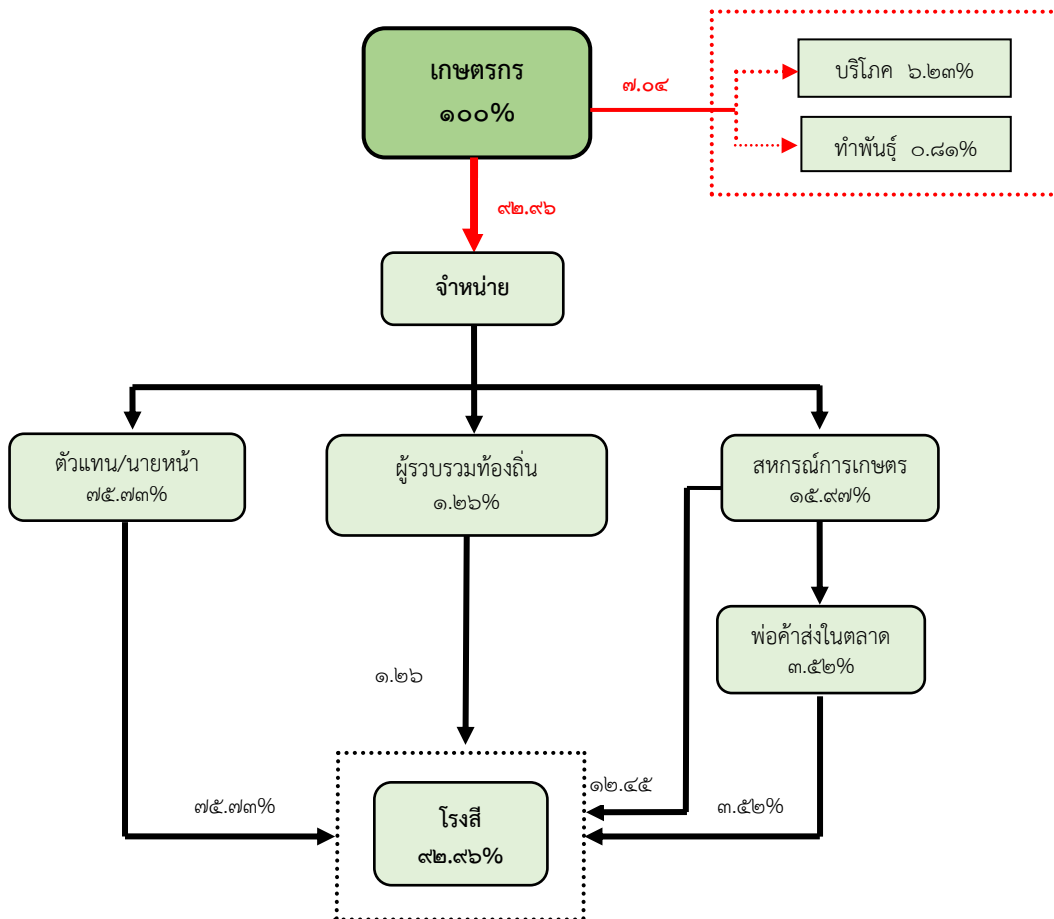 เกษตรกร
๑๐๐%
๗.๐๔
บริโภค ๖.๒๓%
ทำพันธุ์ ๐.๘๑%
๙๒.๙๖
จำหน่าย
ตัวแทน/นายหน้า
๗๕.๗๓%
ผู้รวบรวมท้องถิ่น
๑.๒๖%
สหกรณ์การเกษตร
๑๕.๙๗%
พ่อค้าส่งในตลาด
๓.๕๒%
๑.๒๖
๗๕.๗๓%
๑๒.๔๕
๓.๕๒%
โรงสี
๙๒.๙๖%